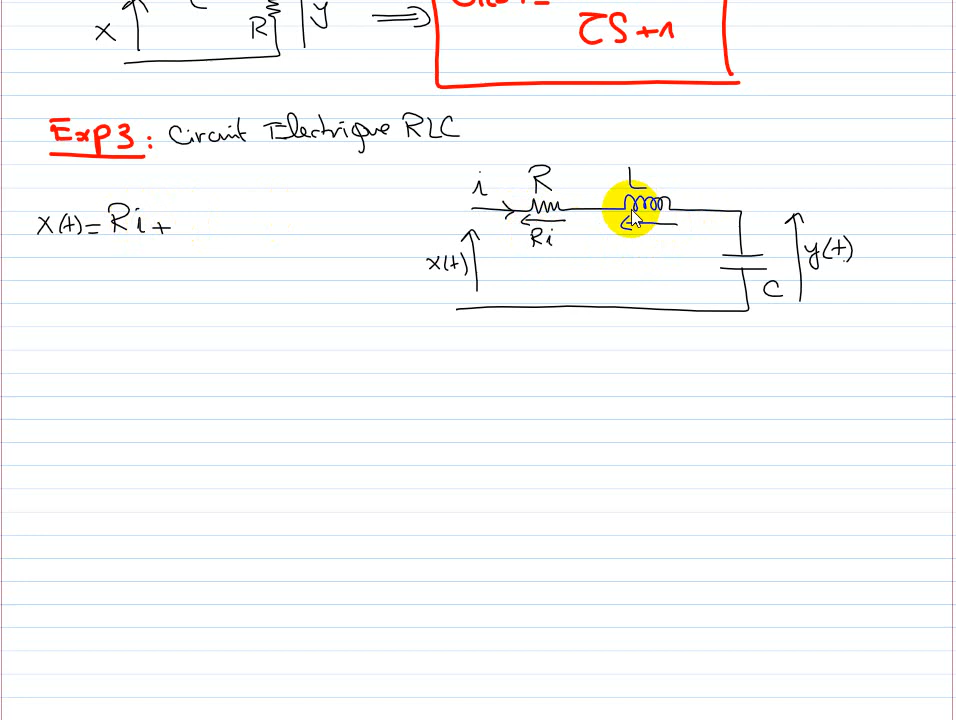 X
R
y
⟹
τS+1
Exp3: Circuit Electrique RLC
i R L
X(t)=Ri+
Ri
x(t)
y(t)
C